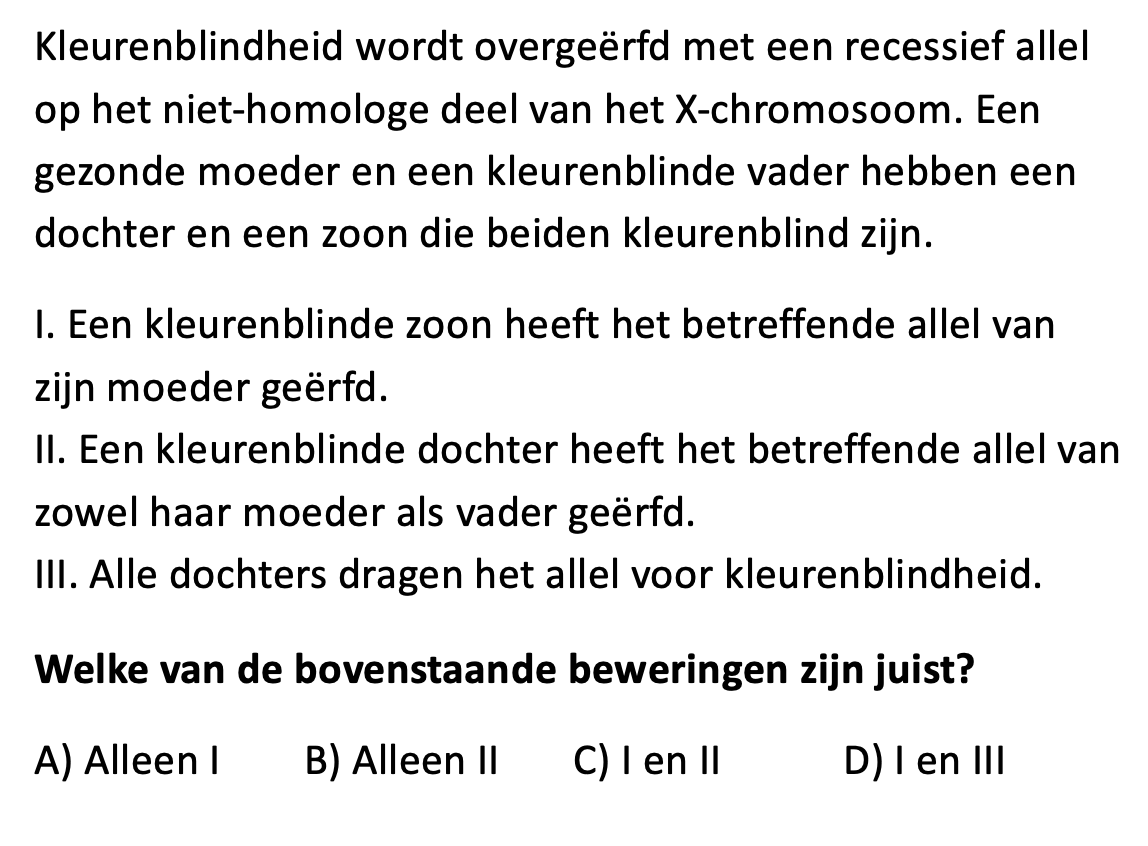 Kleurenblindheid wordt overgeërfd met een recessief allel
op het niet-homologe deel van het X-chromosoom. Een
gezonde moeder en een kleurenblinde vader hebben een
dochter en een zoon die beiden kleurenblind zijn.
I. Een kleurenblinde zoon heeft het betreffende allel van
zijn moeder geërfd.
II. Een kleurenblinde dochter heeft het betreffende allel van
zowel haar moeder als vader geërfd.
III. Alle dochters dragen het allel voor kleurenblindheid.
Welke van de bovenstaande beweringen zijn juist?
A) Alleen I B) Alleen II C) I en II D) I en III